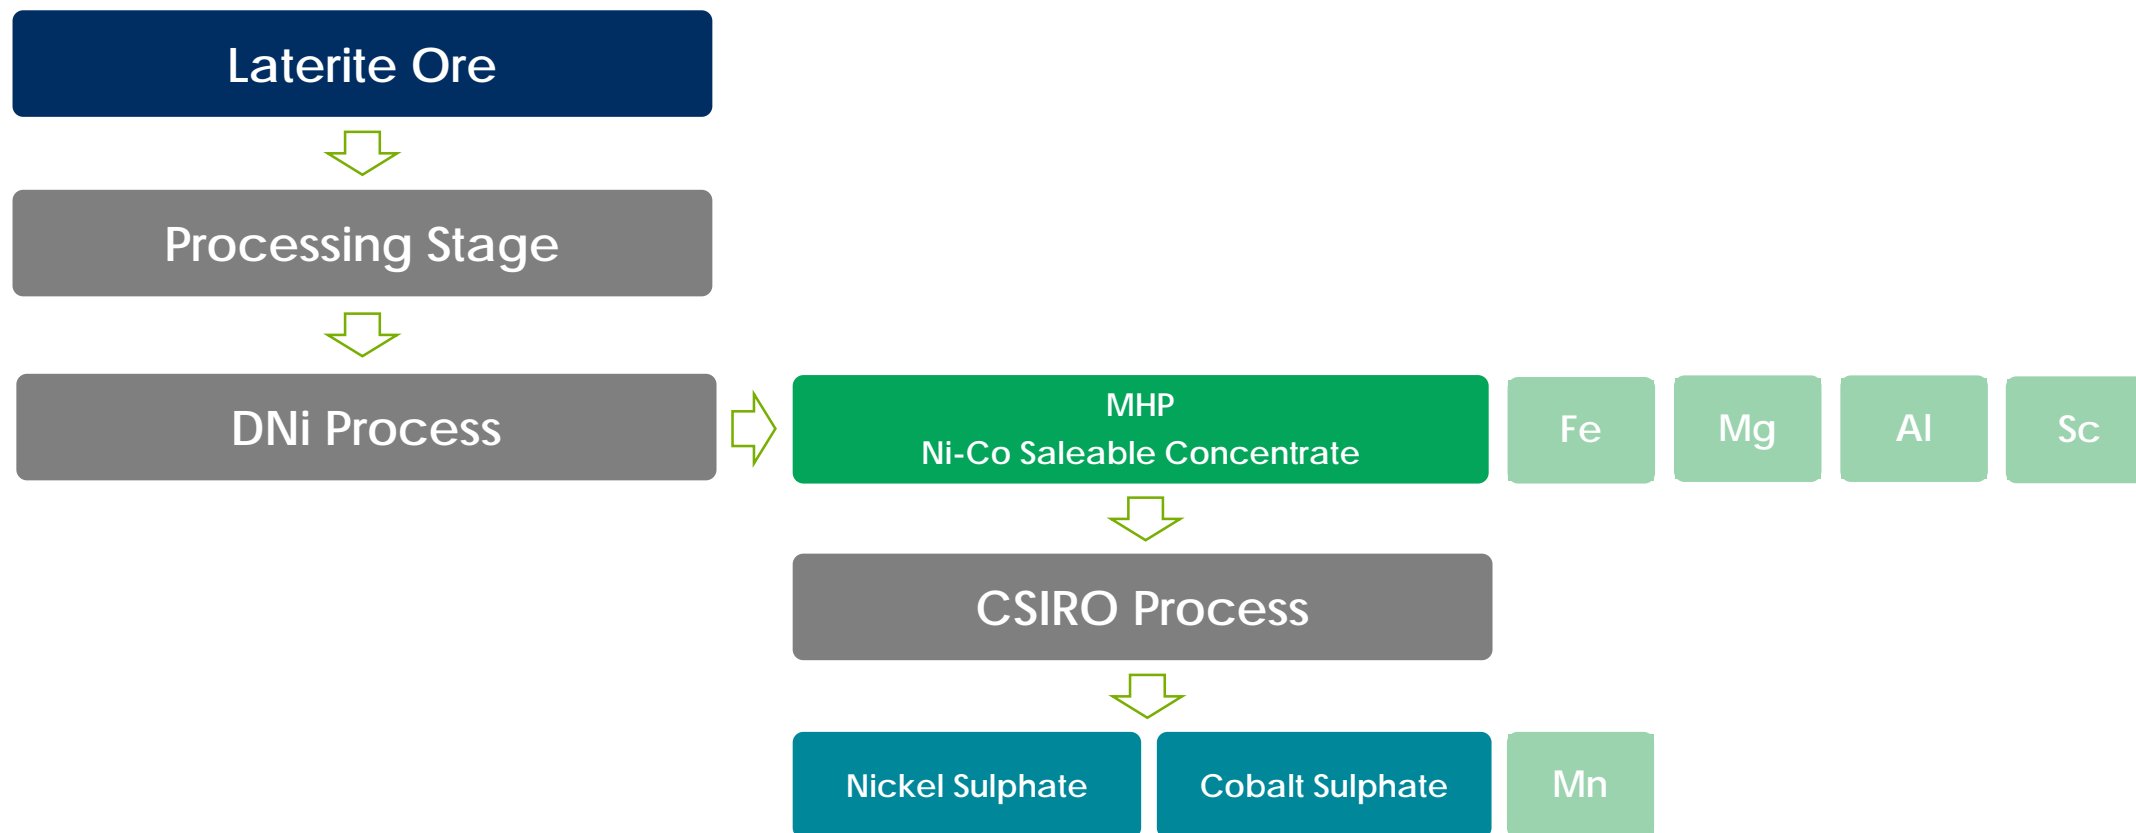 Laterite Ore
Processing Stage
DNi Process
MHP
Ni-Co Saleable Concentrate
Fe
Mg
Al
Sc
CSIRO Process
Nickel Sulphate
Cobalt Sulphate
Mn